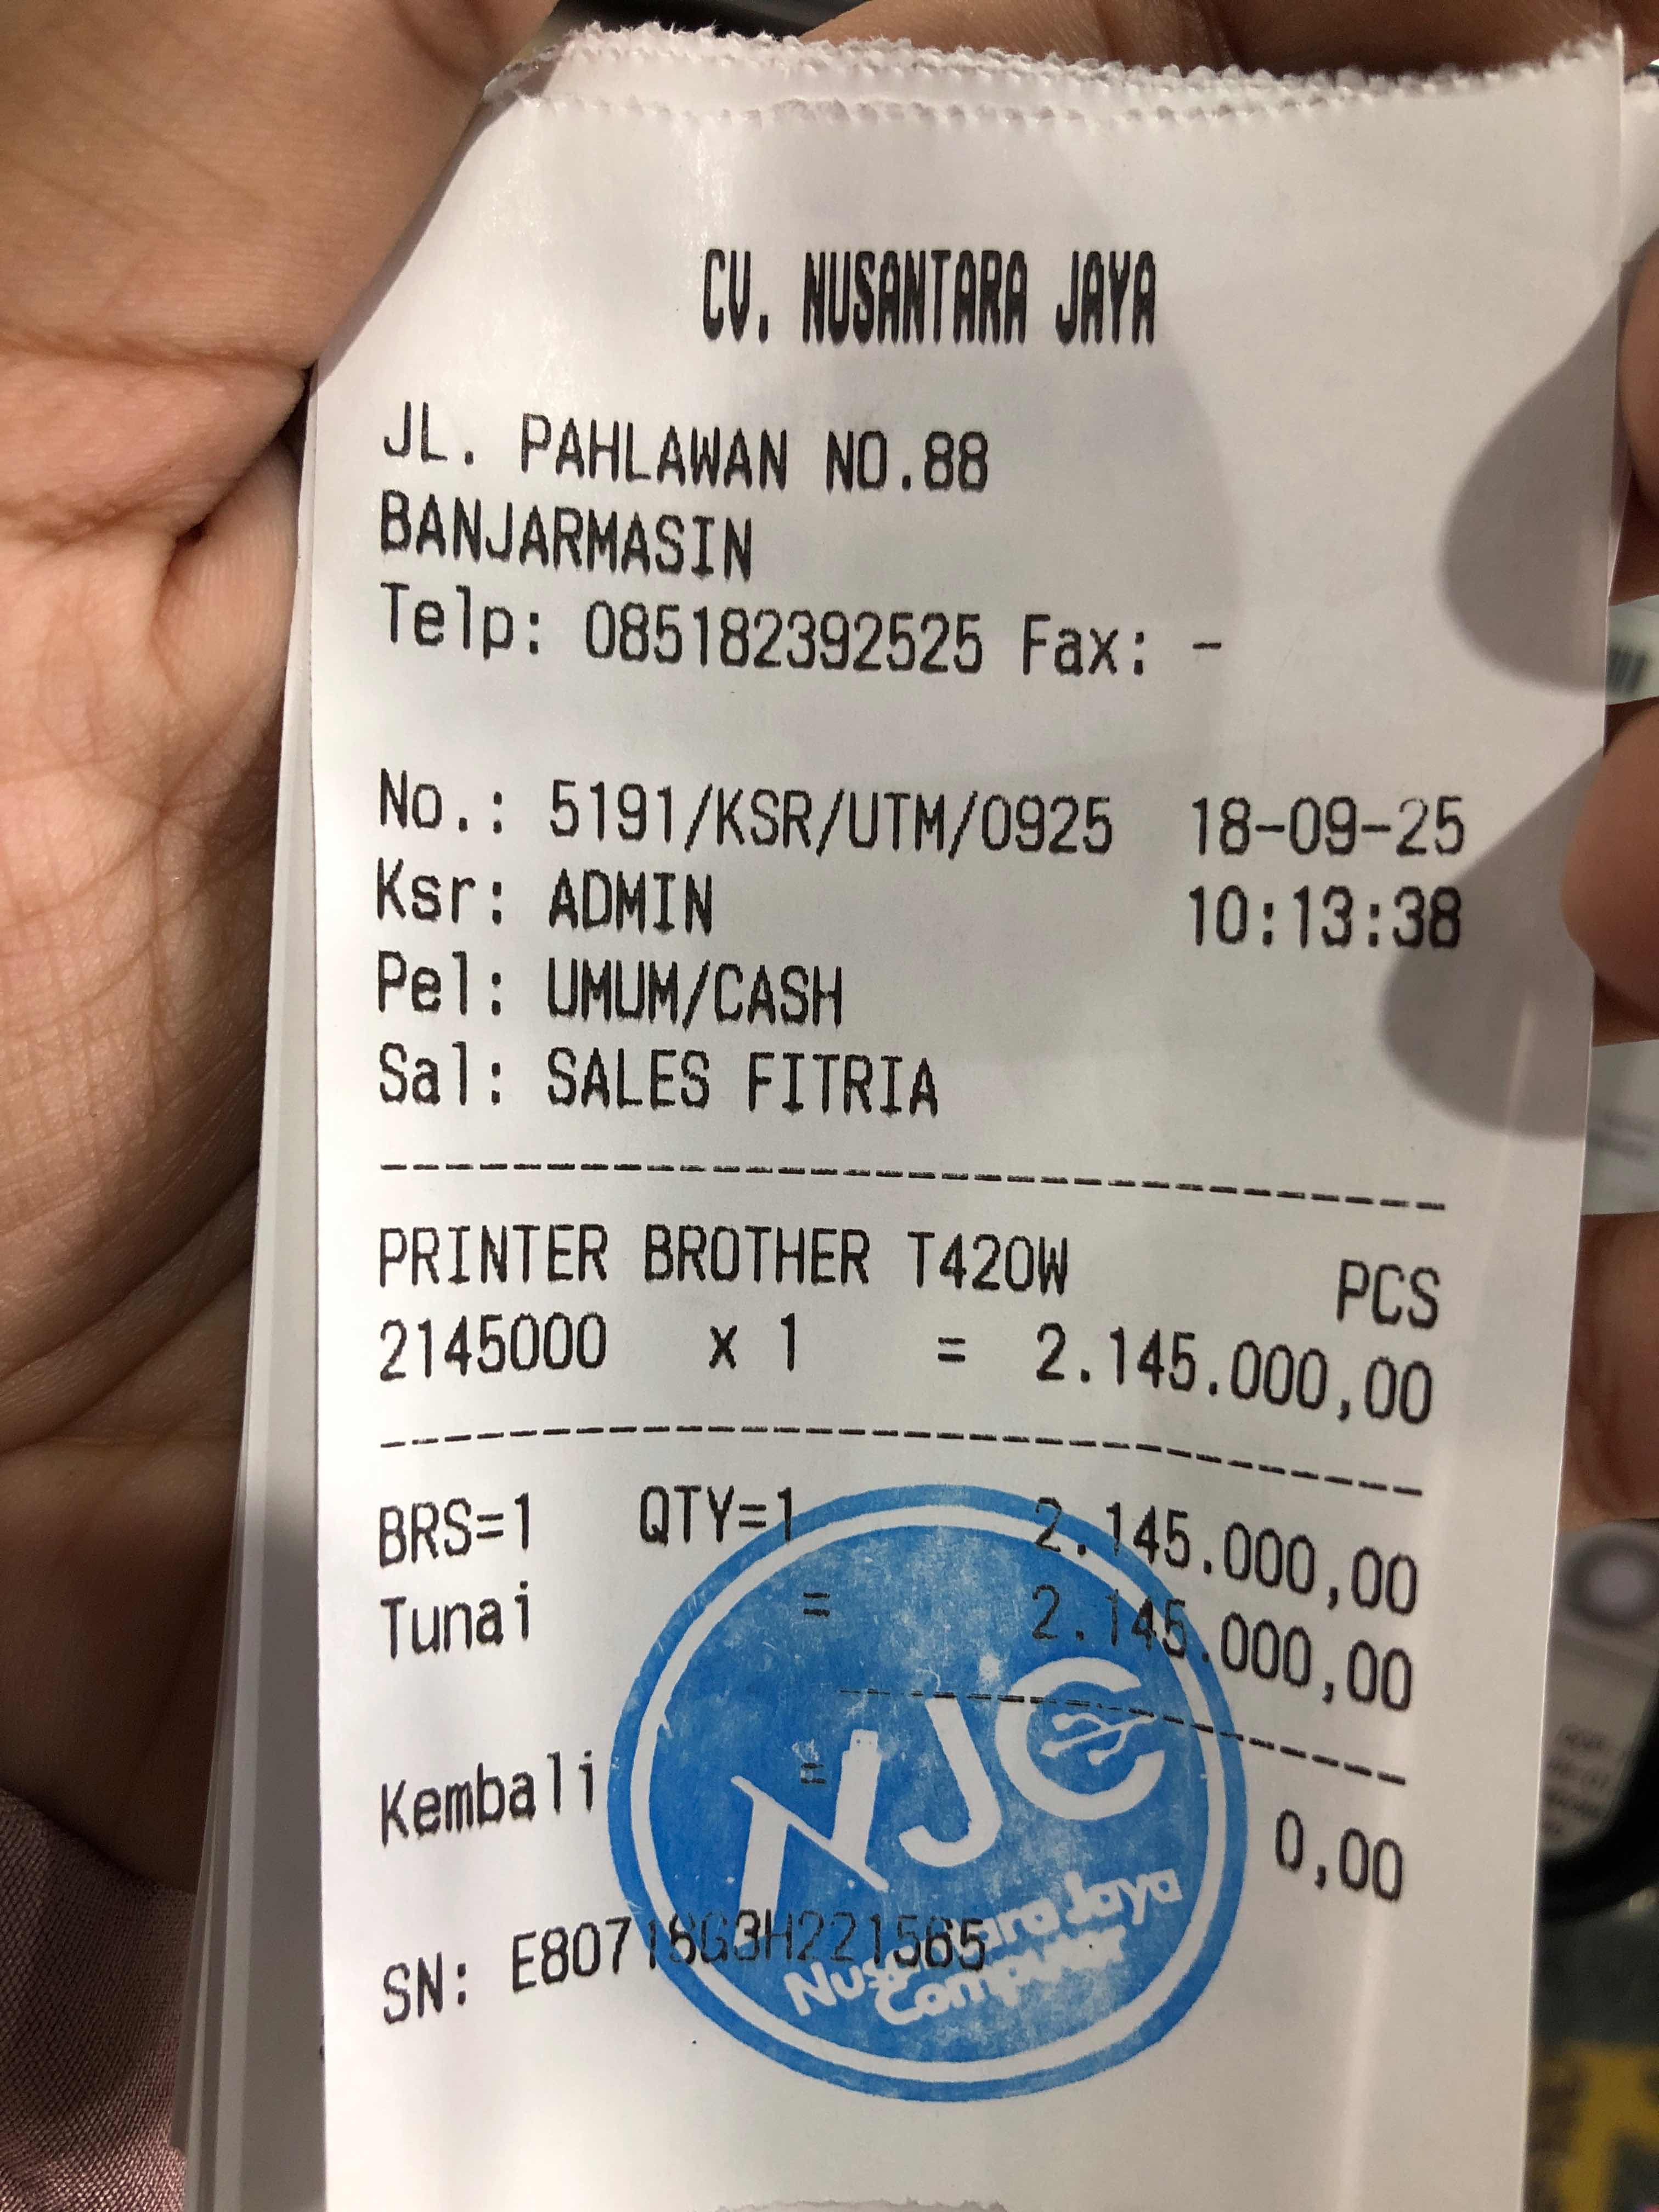 CV. NUSANTARA JAYA
JL. PAHLAWAN NO.88
BANJARMASIN
Telp: 085182392525 Fax: -
No.: 5191/KSR/UTM/0925 18-09-25
Ksr: ADMIN 10:13:38
Pel: UMUM/CASH
Sal: SALES FITRIA
PRINTER BROTHER T420W PCS
2145000 x 1 = 2.145.000,00
BRS=1 QTY=1 2.145.000,00
Tunai = 2.145.000,00
Kembali = 0,00
SN: E80718G3H221565
NJC
Nusantara Jaya
Computer